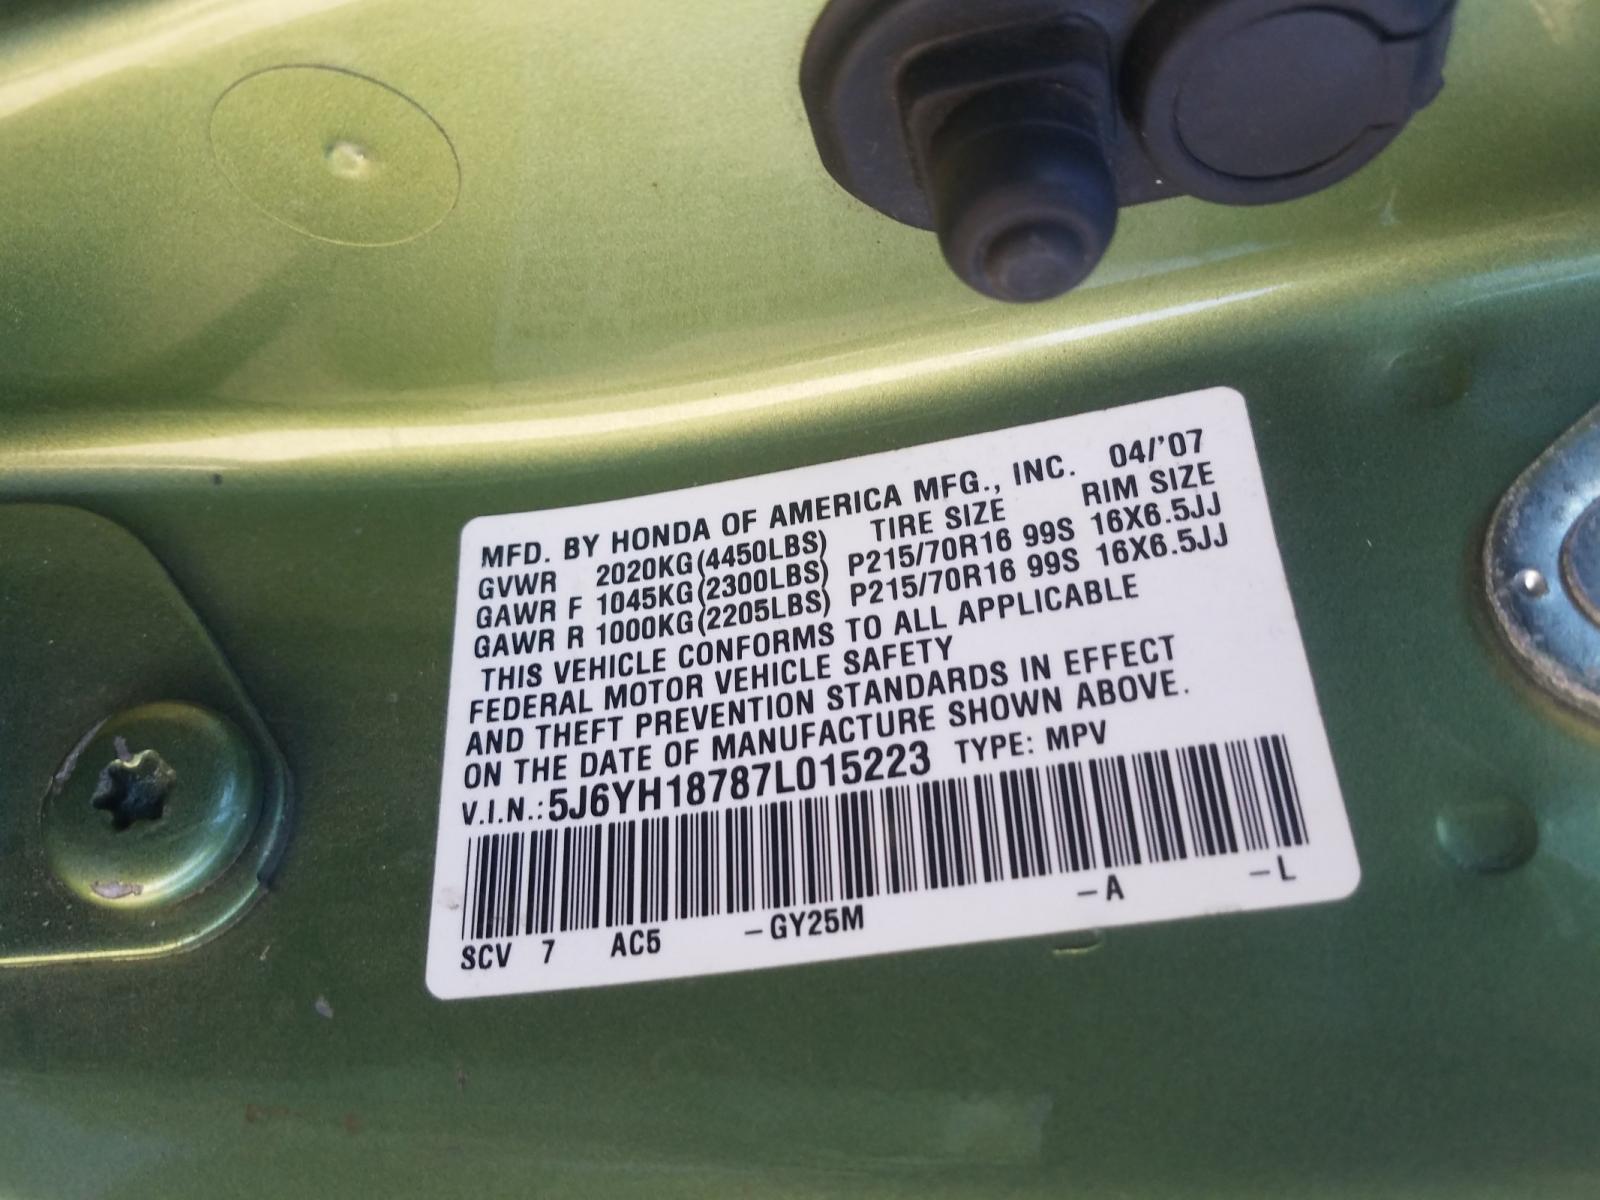 MFD. BY HONDA OF AMERICA MFG., INC. 04/'07
GVWR 2020KG(4450LBS) TIRE SIZE RIM SIZE
GAWR F 1045KG(2300LBS) P215/70R16 99S 16X6.5JJ
GAWR R 1000KG(2205LBS) P215/70R16 99S 16X6.5JJ
THIS VEHICLE CONFORMS TO ALL APPLICABLE
FEDERAL MOTOR VEHICLE SAFETY
AND THEFT PREVENTION STANDARDS IN EFFECT
ON THE DATE OF MANUFACTURE SHOWN ABOVE.
V.I.N.: 5J6YH18787L015223 TYPE: MPV
SCV 7 AC5 -GY25M -A -L